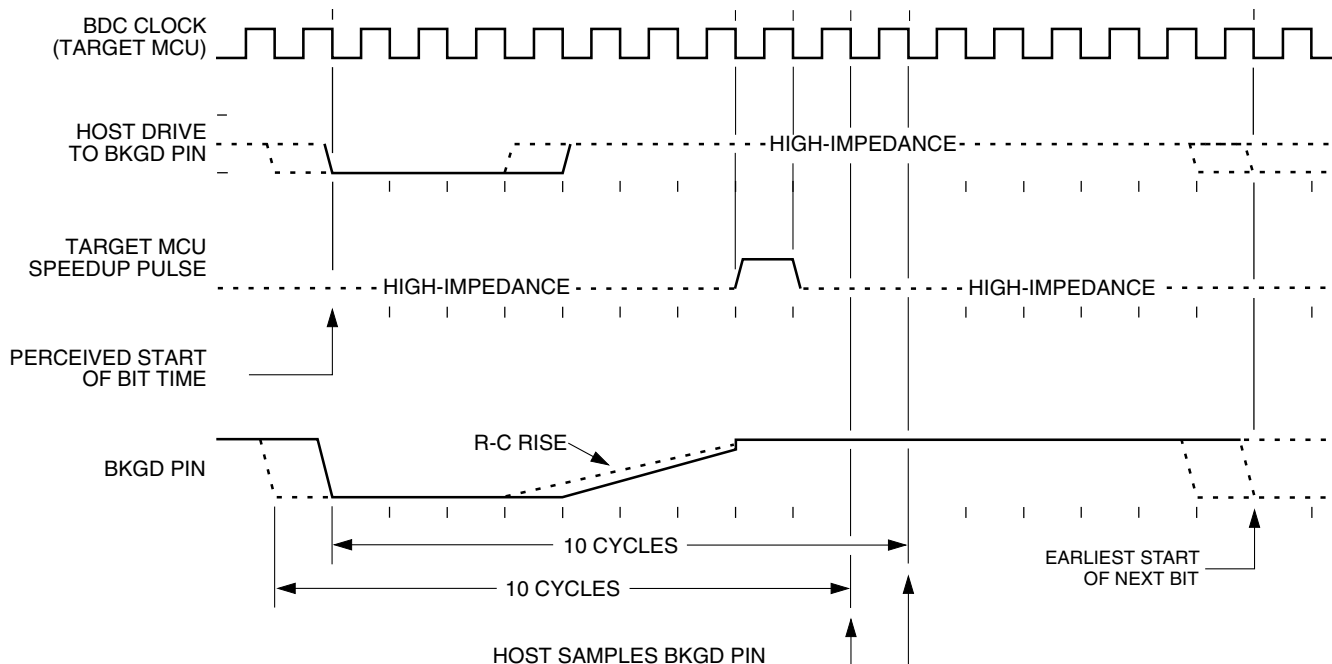 BDC CLOCK
(TARGET MCU)
HOST DRIVE
TO BKGD PIN
HIGH-IMPEDANCE
TARGET MCU
SPEEDUP PULSE
HIGH-IMPEDANCE
HIGH-IMPEDANCE
PERCEIVED START
OF BIT TIME
R-C RISE
BKGD PIN
10 CYCLES
EARLIEST START
OF NEXT BIT
10 CYCLES
HOST SAMPLES BKGD PIN